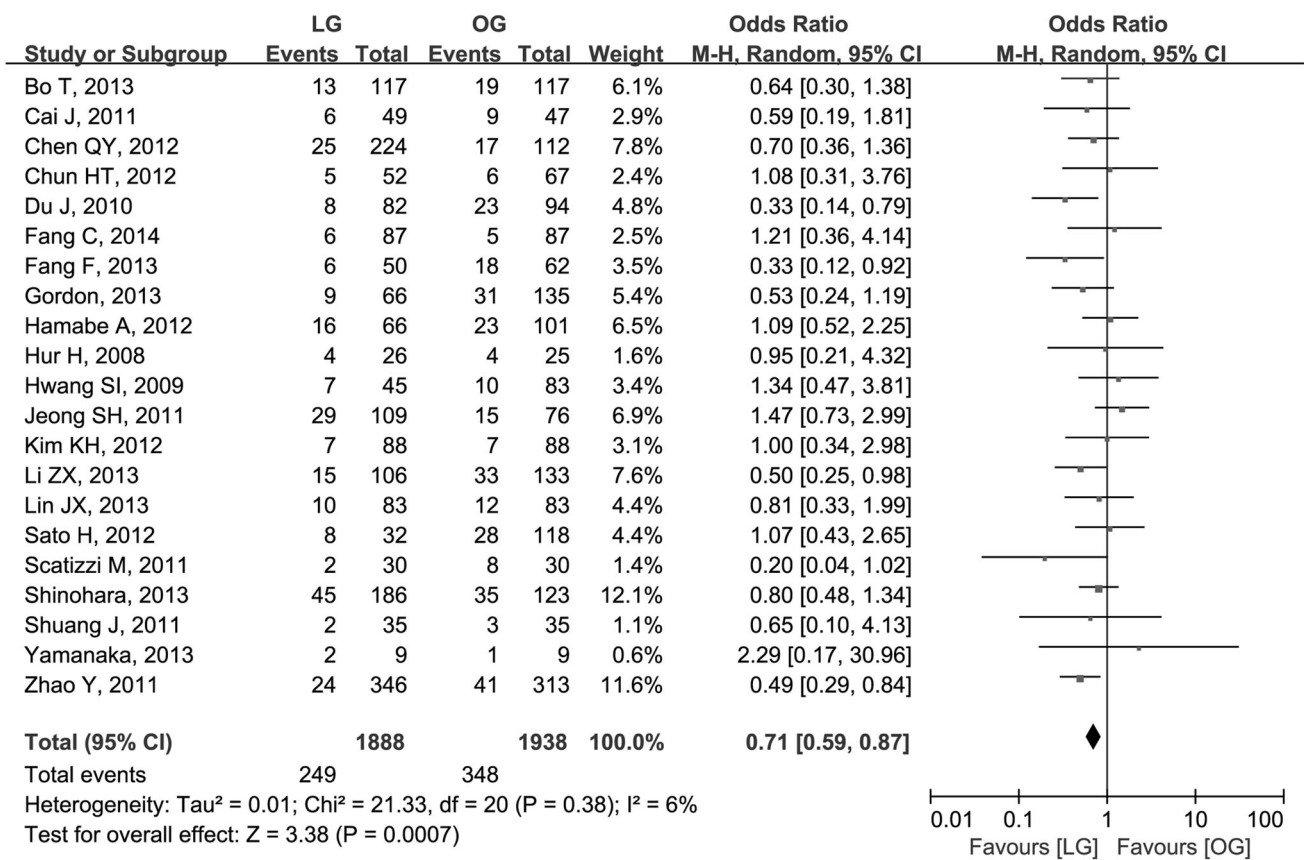 LG OG Odds Ratio Odds Ratio
Study or Subgroup Events Total Events Total Weight M-H, Random, 95% CI M-H, Random, 95% CI
Bo T, 2013 13 117 19 117 6.1% 0.64 [0.30, 1.38]
Cai J, 2011 6 49 9 47 2.9% 0.59 [0.19, 1.81]
Chen QY, 2012 25 224 17 112 7.8% 0.70 [0.36, 1.36]
Chun HT, 2012 5 52 6 67 2.4% 1.08 [0.31, 3.76]
Du J, 2010 8 82 23 94 4.8% 0.33 [0.14, 0.79]
Fang C, 2014 6 87 5 87 2.5% 1.21 [0.36, 4.14]
Fang F, 2013 6 50 18 62 3.5% 0.33 [0.12, 0.92]
Gordon, 2013 9 66 31 135 5.4% 0.53 [0.24, 1.19]
Hamabe A, 2012 16 66 23 101 6.5% 1.09 [0.52, 2.25]
Hur H, 2008 4 26 4 25 1.6% 0.95 [0.21, 4.32]
Hwang SI, 2009 7 45 10 83 3.4% 1.34 [0.47, 3.81]
Jeong SH, 2011 29 109 15 76 6.9% 1.47 [0.73, 2.99]
Kim KH, 2012 7 88 7 88 3.1% 1.00 [0.34, 2.98]
Li ZX, 2013 15 106 33 133 7.6% 0.50 [0.25, 0.98]
Lin JX, 2013 10 83 12 83 4.4% 0.81 [0.33, 1.99]
Sato H, 2012 8 32 28 118 4.4% 1.07 [0.43, 2.65]
Scatizzi M, 2011 2 30 8 30 1.4% 0.20 [0.04, 1.02]
Shinohara, 2013 45 186 35 123 12.1% 0.80 [0.48, 1.34]
Shuang J, 2011 2 35 3 35 1.1% 0.65 [0.10, 4.13]
Yamanaka, 2013 2 9 1 9 0.6% 2.29 [0.17, 30.96]
Zhao Y, 2011 24 346 41 313 11.6% 0.49 [0.29, 0.84]
Total (95% CI) 1888 1938 100.0% 0.71 [0.59, 0.87]
Total events 249 348
Heterogeneity: Tau² = 0.01; Chi² = 21.33, df = 20 (P = 0.38); I² = 6%
Test for overall effect: Z = 3.38 (P = 0.0007)
0.01 0.1 1 10 100
Favours [LG] Favours [OG]